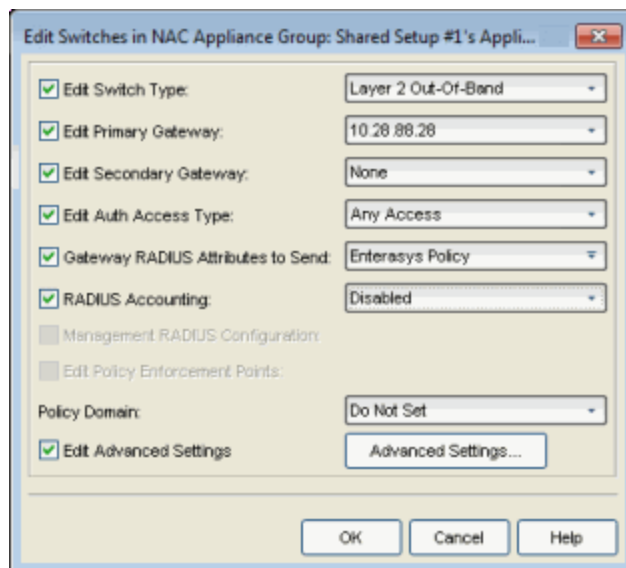 Edit Switches in NAC Appliance Group: Shared Setup #1's Appli...
Edit Switch Type: Layer 2 Out-Of-Band
Edit Primary Gateway: 10.28.88.28
Edit Secondary Gateway: None
Edit Auth Access Type: Any Access
Gateway RADIUS Attributes to Send: Enterasys Policy
RADIUS Accounting: Disabled
Management RADIUS Configuration:
Edit Policy Enforcement Points:
Policy Domain: Do Not Set
Edit Advanced Settings Advanced Settings...
OK Cancel Help